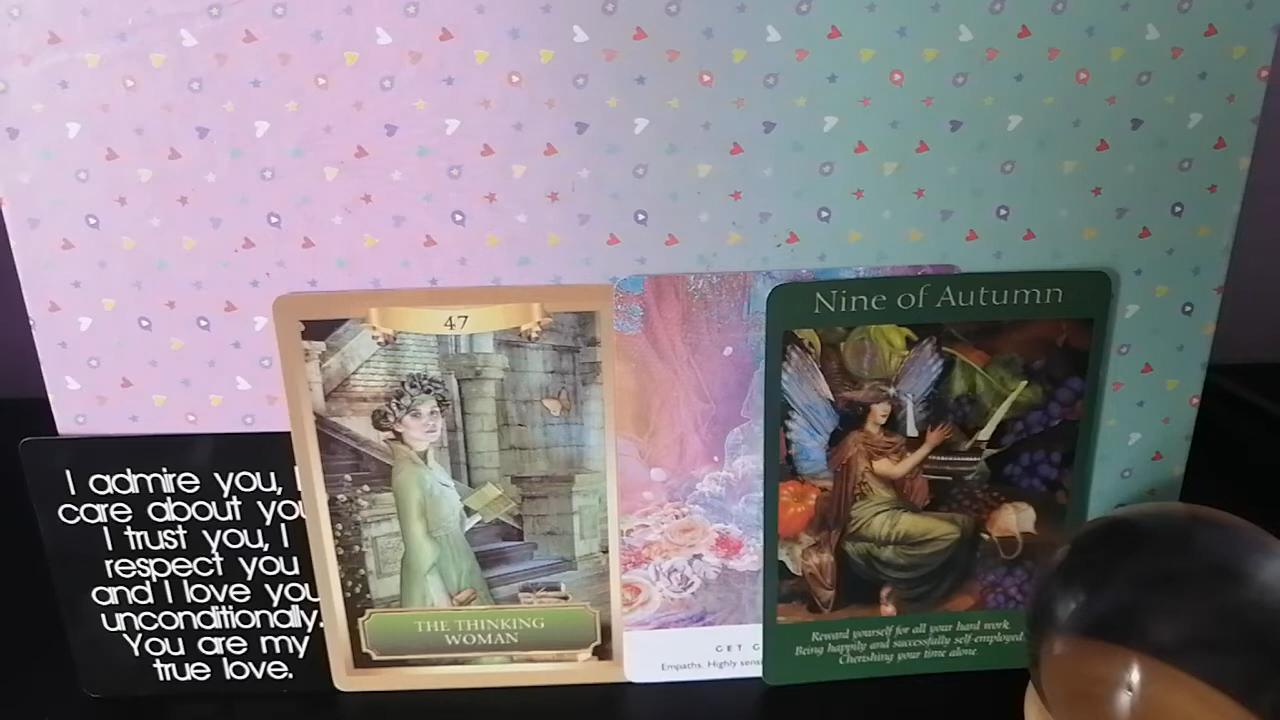 I admire you, I
care about you
I trust you, I
respect you
and I love you
unconditionally.
You are my
true love.
47
THE THINKING
WOMAN
GET G
Empaths. Highly sensi
Nine of Autumn
Reward yourself for all your hard work.
Being happily and successfully self-employed.
Cherishing your time alone.